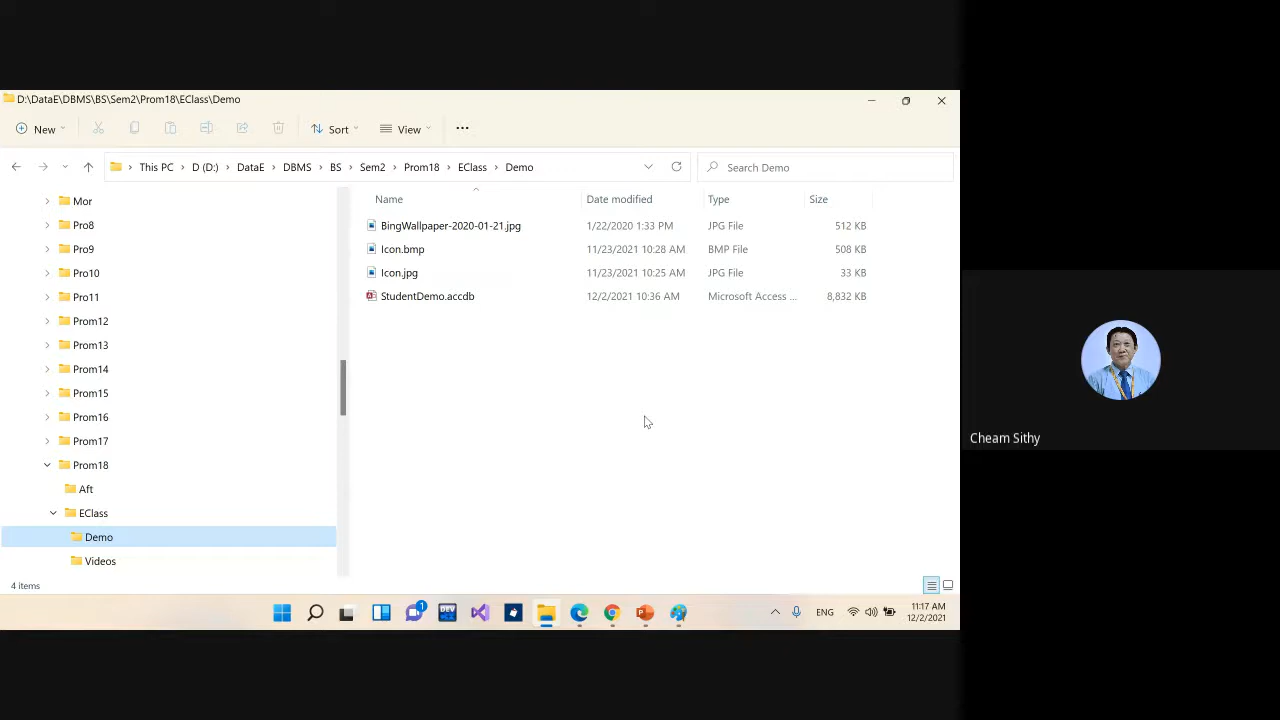 D:\DataE\DBMS\BS\Sem2\Prom18\EClass\Demo
New Sort View
This PC D (D:) DataE DBMS BS Sem2 Prom18 EClass Demo Search Demo
Mor
Pro8
Pro9
Pro10
Pro11
Prom12
Prom13
Prom14
Prom15
Prom16
Prom17
Prom18
Aft
EClass
Demo
Videos
Name Date modified Type Size
BingWallpaper-2020-01-21.jpg 1/22/2020 1:33 PM JPG File 512 KB
Icon.bmp 11/23/2021 10:28 AM BMP File 508 KB
Icon.jpg 11/23/2021 10:25 AM JPG File 33 KB
StudentDemo.accdb 12/2/2021 10:36 AM Microsoft Access ... 8,832 KB
4 items
1
DEV
ENG
11:17 AM
12/2/2021
Cheam Sithy